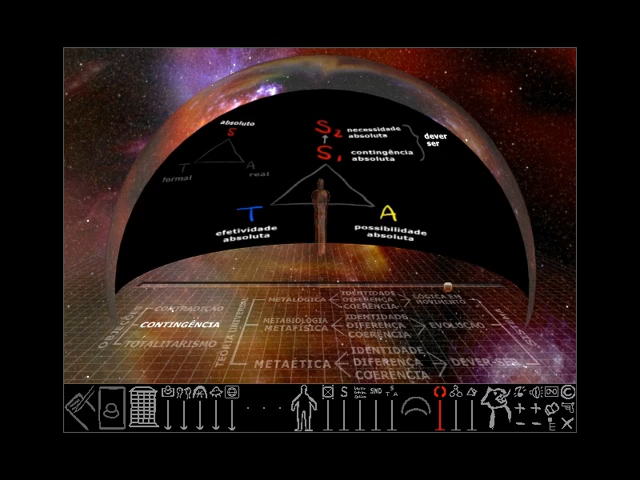 absoluto
S
T
A
formal
real
S2 necessidade absoluta
S1 contingência absoluta
dever ser
T
efetividade absoluta
A
possibilidade absoluta
OBJEÇÕES
CONTRADIÇÃO
CONTINGÊNCIA
TOTALITARISMO
TEORIA UNIVERSAL
METALÓGICA
IDENTIDADE
DIFERENÇA
COERÊNCIA
LÓGICA EM MOVIMENTO
METABIOLOGIA
METAFÍSICA
IDENTIDADE
DIFERENÇA
COERÊNCIA
EVOLUÇÃO
METAÉTICA
IDENTIDADE
DIFERENÇA
COERÊNCIA
DEVER-SER
S
SND
S
T A